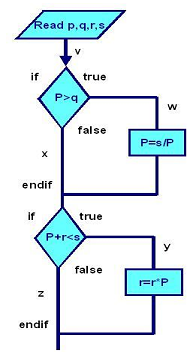 Read p,q,r,s
v
if true
P>q
w
false
x
P=s/P
endif
if true
P+r<s
y
false
z
r=r*P
endif